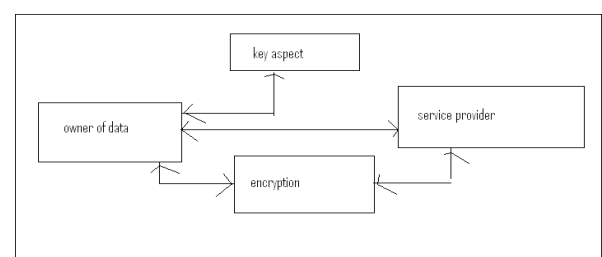 key aspect
owner of data
service provider
encryption